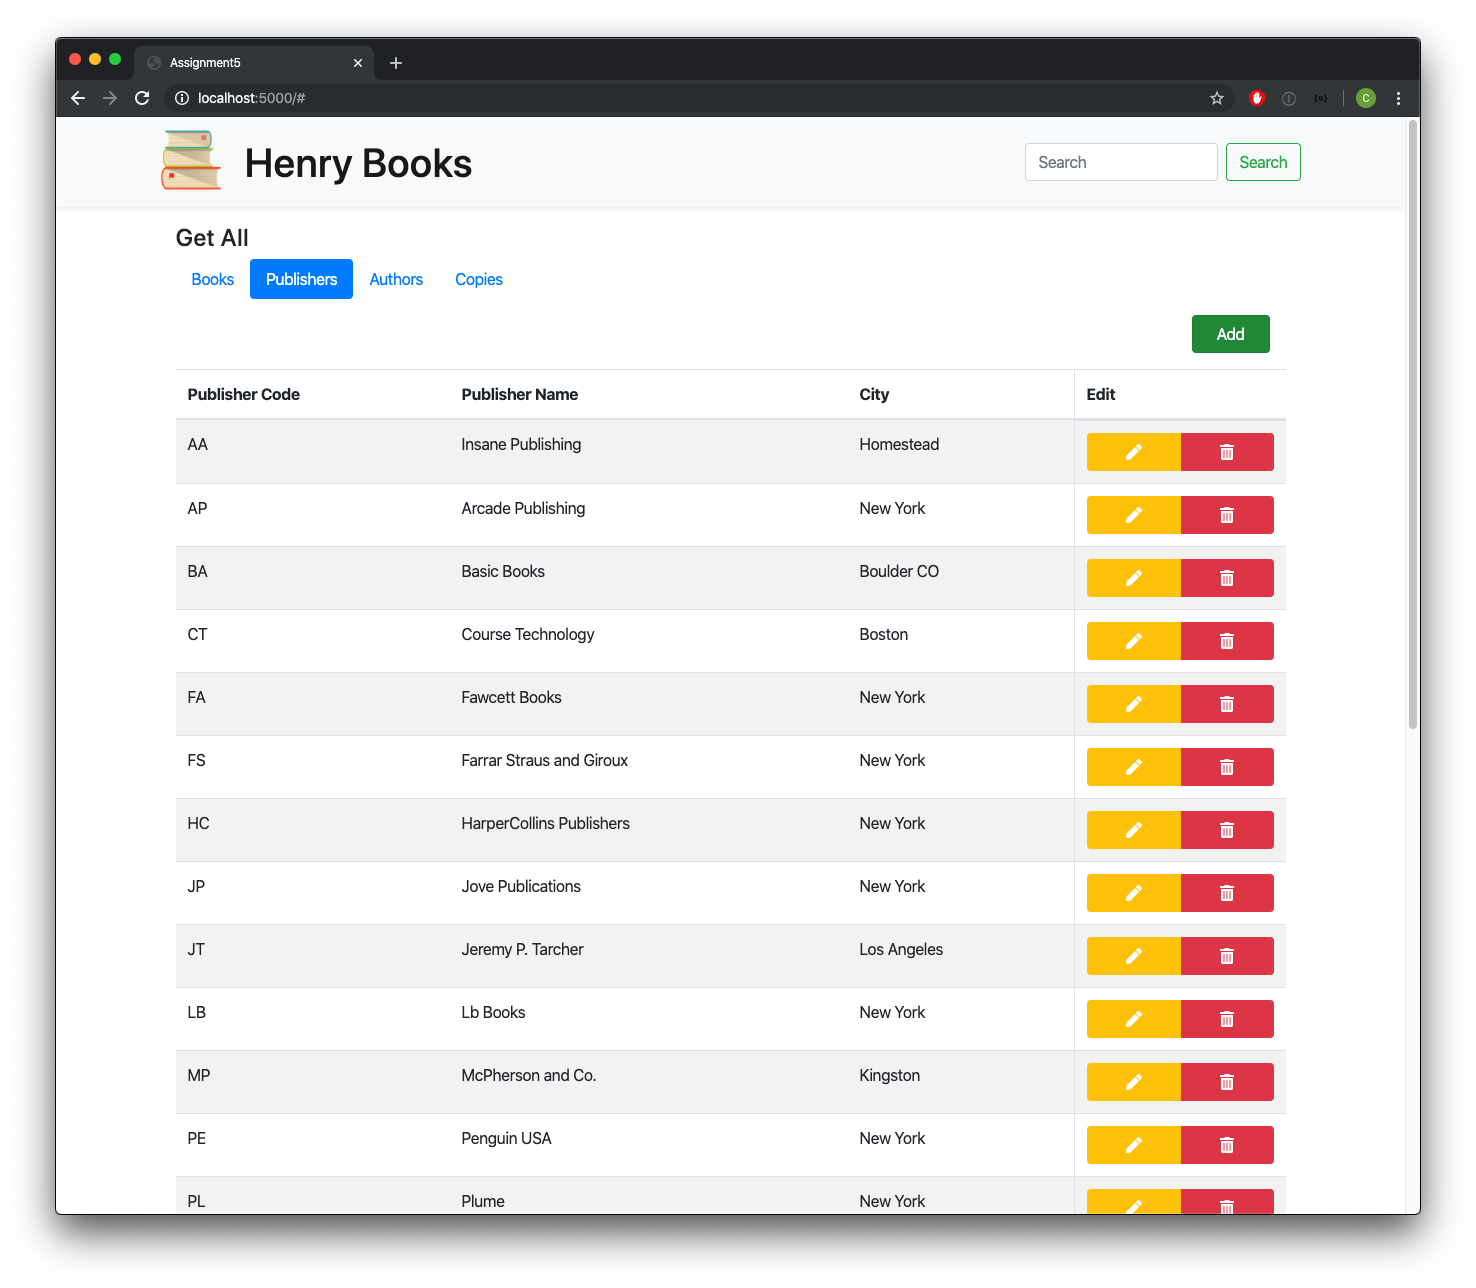 Assignment5
localhost:5000/#
C
Henry Books
Search Search
Get All
Books Publishers Authors Copies
Add
Publisher Code Publisher Name City Edit
AA Insane Publishing Homestead
AP Arcade Publishing New York
BA Basic Books Boulder CO
CT Course Technology Boston
FA Fawcett Books New York
FS Farrar Straus and Giroux New York
HC HarperCollins Publishers New York
JP Jove Publications New York
JT Jeremy P. Tarcher Los Angeles
LB Lb Books New York
MP McPherson and Co. Kingston
PE Penguin USA New York
PL Plume New York